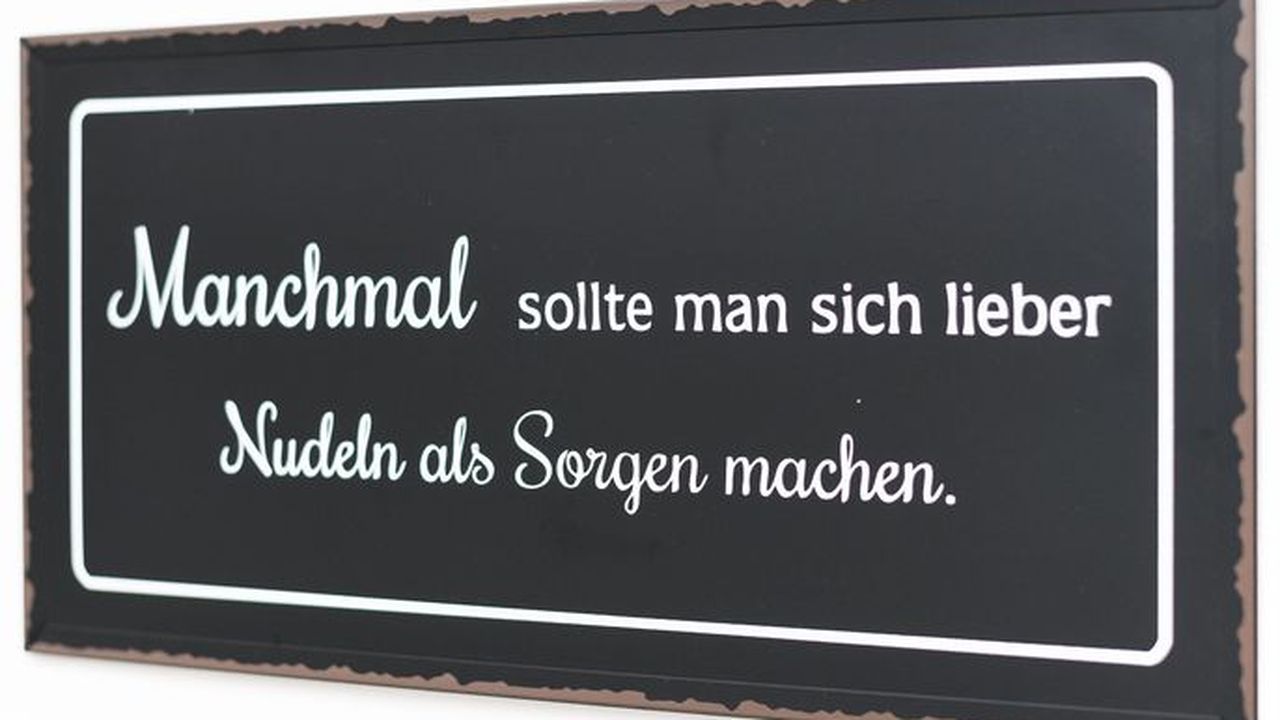 Manchmal sollte man sich lieber
Nudeln als Sorgen machen.